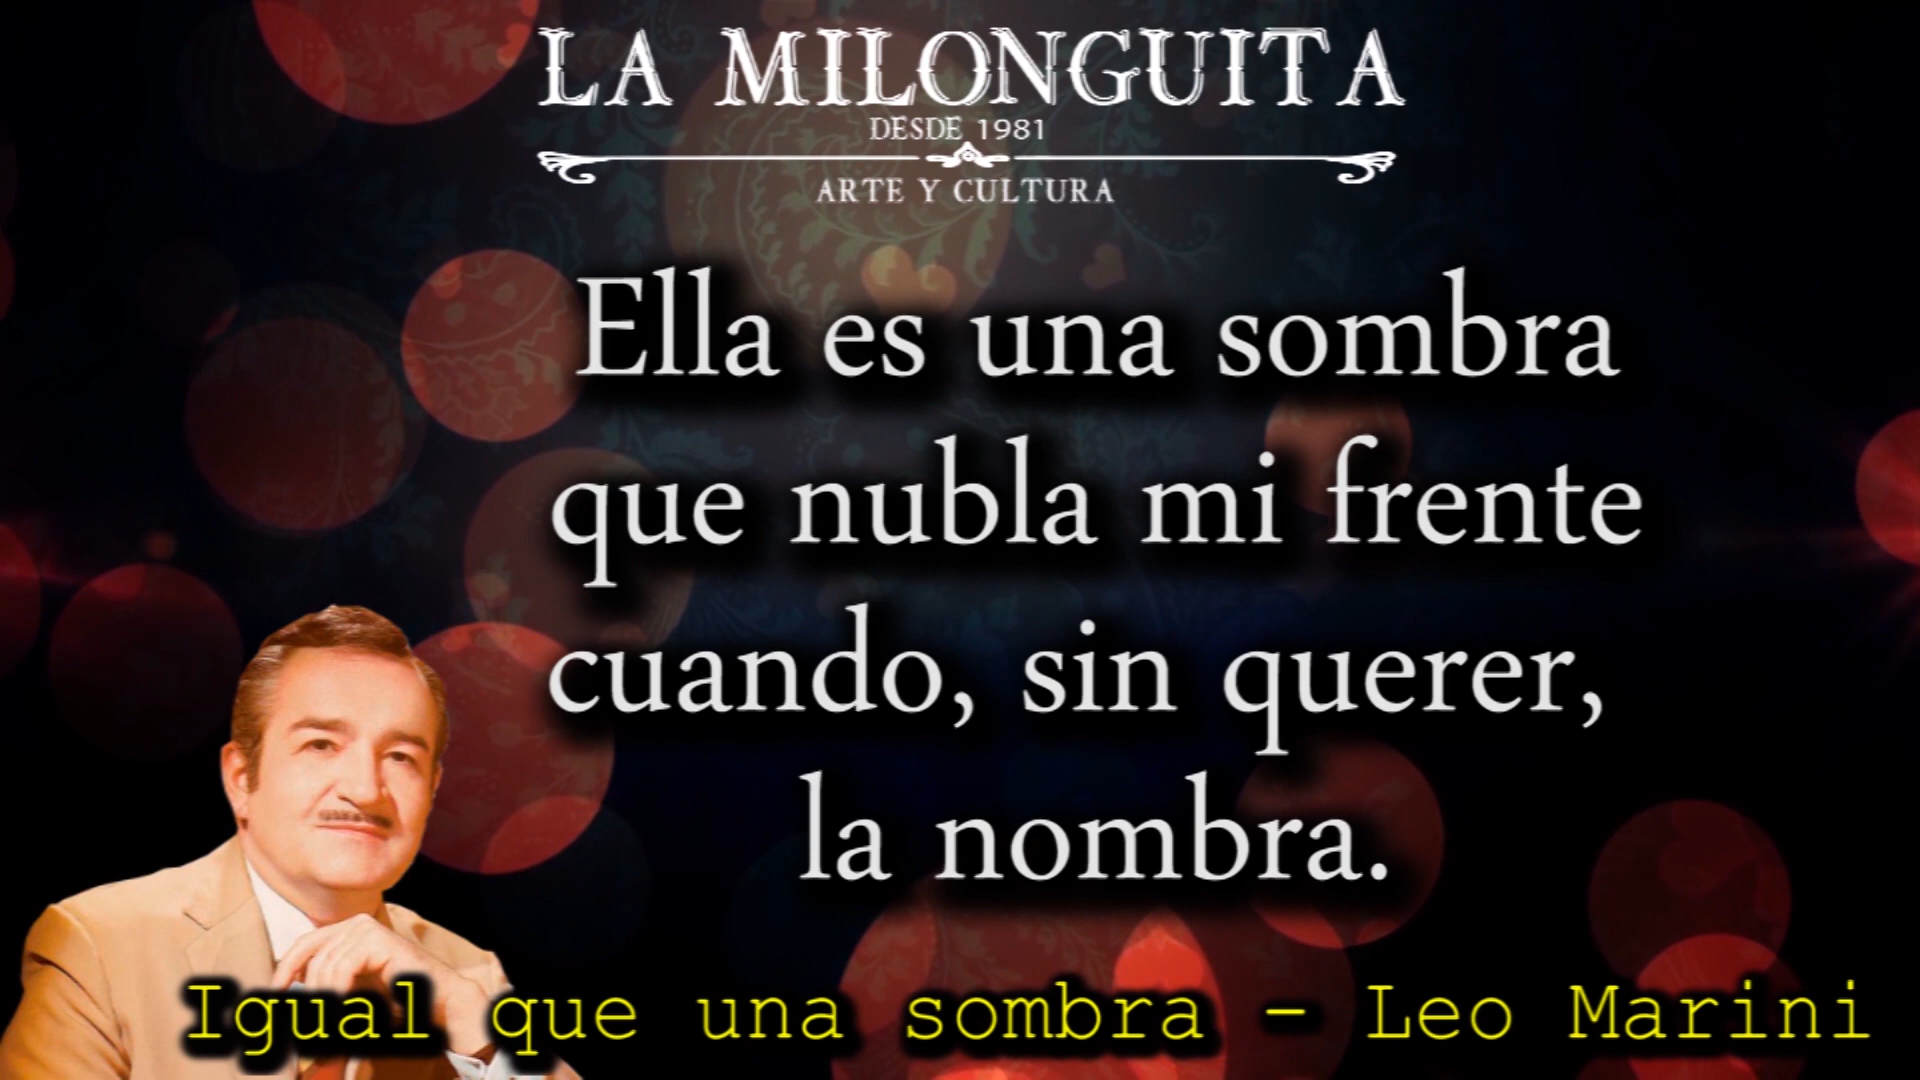 LA MILONGUITA
DESDE 1981
ARTE Y CULTURA
Ella es una sombra
que nubla mi frente
cuando, sin querer,
la nombra.
Igual que una sombra - Leo Marini